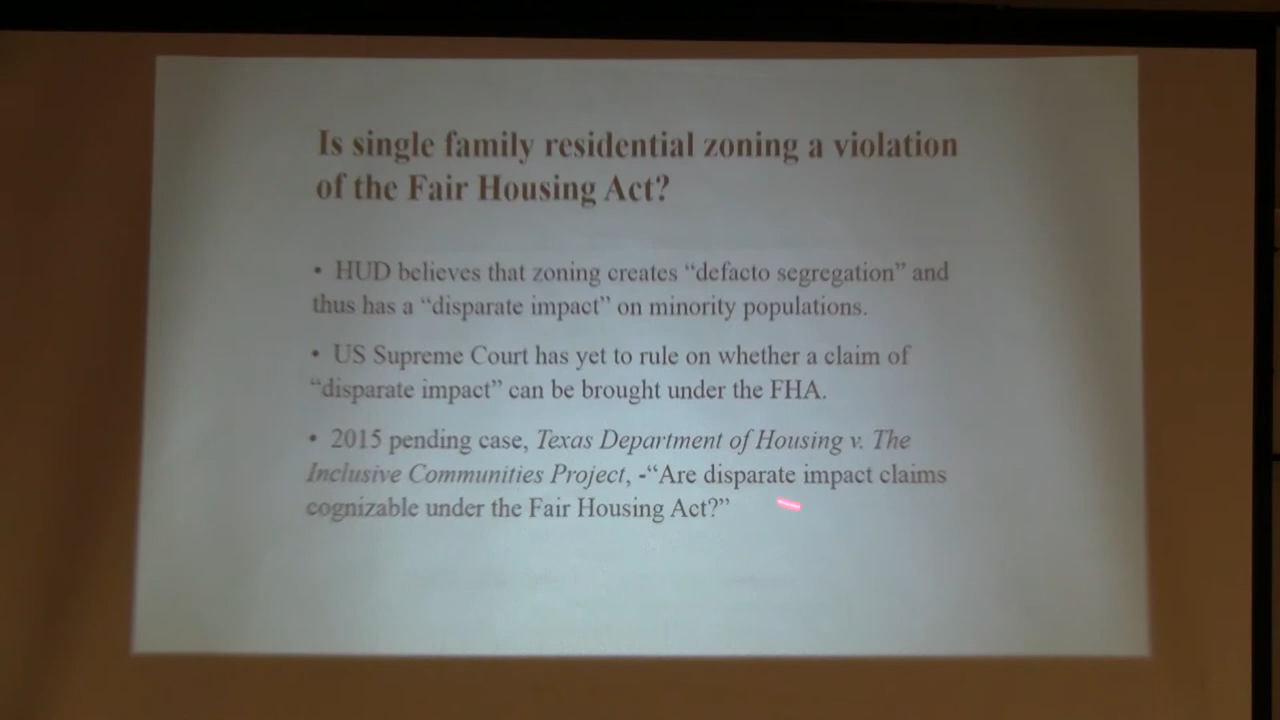 Is single family residential zoning a violation
of the Fair Housing Act?
• HUD believes that zoning creates “defacto segregation” and
thus has a “disparate impact” on minority populations.
• US Supreme Court has yet to rule on whether a claim of
“disparate impact” can be brought under the FHA.
• 2015 pending case, Texas Department of Housing v. The
Inclusive Communities Project, -“Are disparate impact claims
cognizable under the Fair Housing Act?”